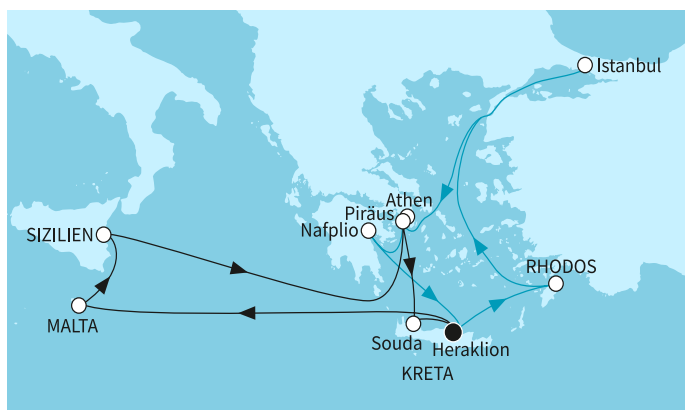 Istanbul
Athen
Piräus
Nafplio
SIZILIEN
RHODOS
MALTA
Souda
Heraklion
KRETA